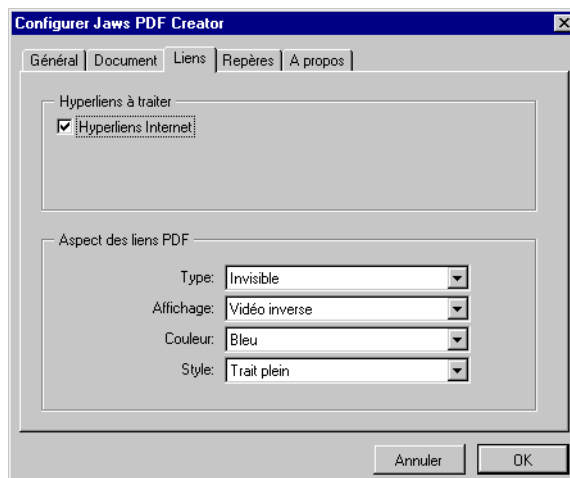 Configurer Jaws PDF Creator
Général Document Liens Repères A propos
Hyperliens à traiter
Hyperliens Internet
Aspect des liens PDF
Type: Invisible
Affichage: Vidéo inverse
Couleur: Bleu
Style: Trait plein
Annuler OK